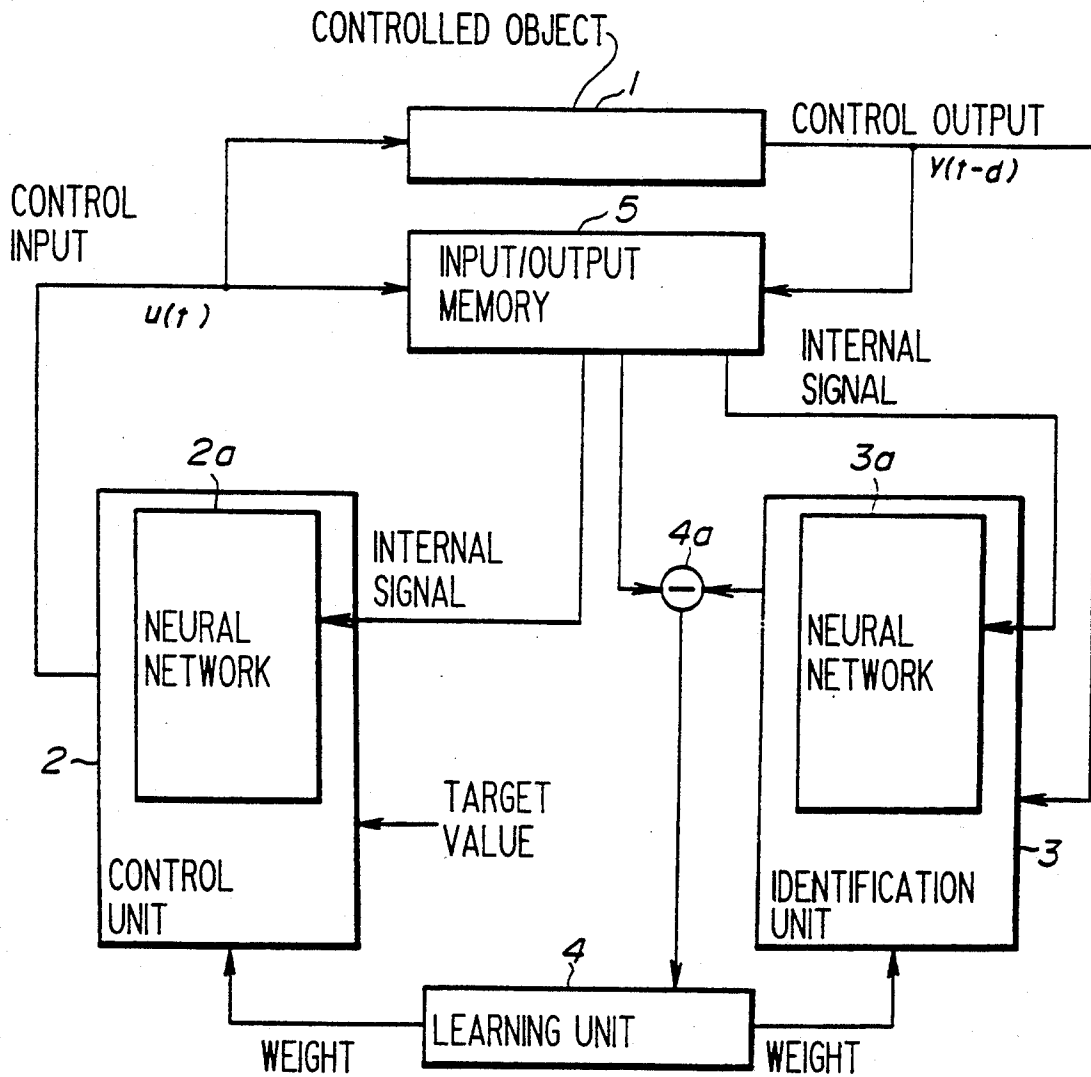 CONTROLLED OBJECT
1
CONTROL OUTPUT
Y(t-d)
CONTROL
INPUT
5
INPUT/OUTPUT
MEMORY
u(t)
INTERNAL
SIGNAL
2a
3a
4a
INTERNAL
SIGNAL
NEURAL
NETWORK
NEURAL
NETWORK
2
TARGET
VALUE
3
CONTROL
UNIT
IDENTIFICATION
UNIT
4
LEARNING UNIT
WEIGHT
WEIGHT